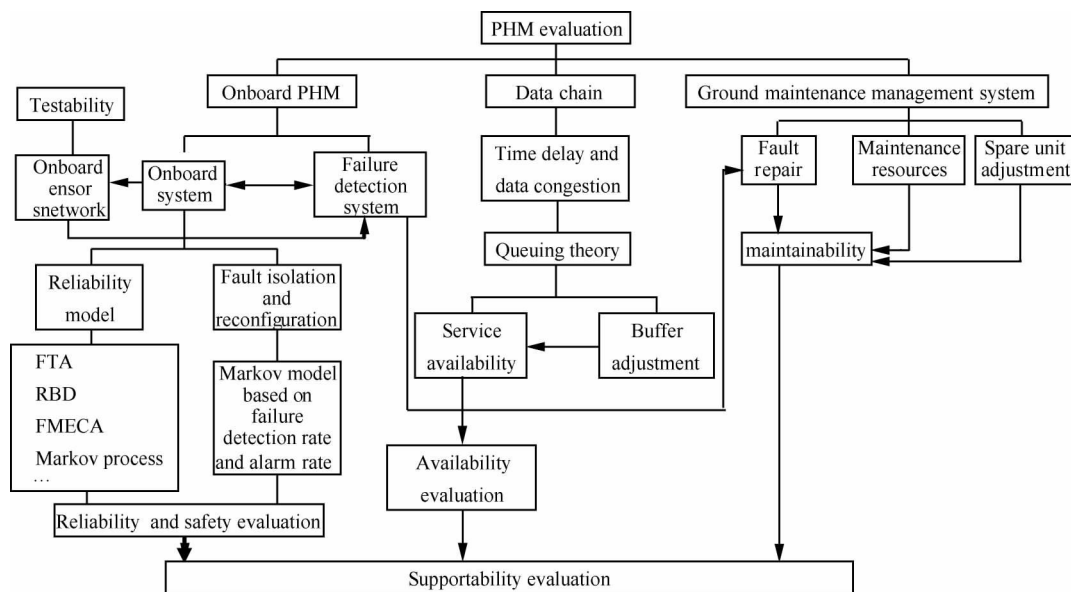 PHM evaluation
Onboard PHM
Data chain
Ground maintenance management system
Testability
Onboard
ensor
snetwork
Onboard
system
Failure
detection
system
Time delay and
data congestion
Fault
repair
Maintenance
resources
Spare unit
adjustment
Queuing theory
maintainability
Reliability
model
Fault isolation
and
reconfiguration
Service
availability
Buffer
adjustment
FTA
RBD
FMECA
Markov process
...
Markov model
based on
failure
detection rate
and alarm rate
Availability
evaluation
Reliability and safety evaluation
Supportability evaluation